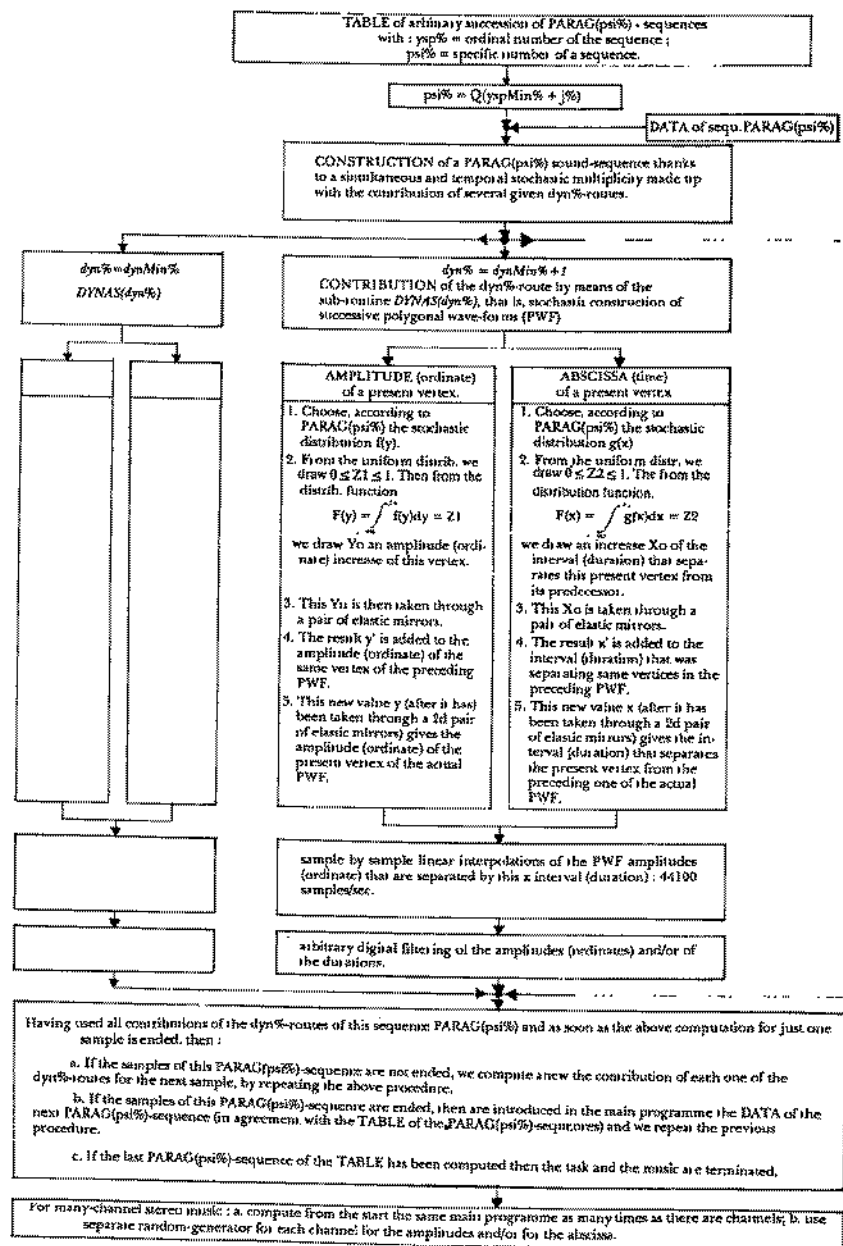 TABLE of arbitrary succession of PARAG(psi%) - sequences
with : ysp% = ordinal number of the sequence ;
psi% = specific number of a sequence.
psi% = Q(yspMin% + j%)
DATA of sequ. PARAG(psi%)
CONSTRUCTION of a PARAG(psi%) sound-sequence thanks
to a simultaneous and temporal stochastic multiplicity made up
with the contribution of several given dyn%-routes.
dyn%=dynMin%
DYNAS(dyn%)
dyn% = dynMin%+1
CONTRIBUTION of the dyn%-route by means of the
sub-routine DYNAS(dyn%), that is, stochastic construction of
successive polygonal wave-forms (PWF)
AMPLITUDE (ordinate)
of a present vertex.
1. Choose, according to
PARAG(psi%) the stochastic
distribution f(y).
2. From the uniform distrib. we
draw 0 ≤ Z1 ≤ 1. Then from the
distrib. function
F(y) = ∫ f(y)dy = Z1
we draw Yo an amplitude (ordi-
nate) increase of this vertex.
3. This Yo is then taken through
a pair of elastic mirrors.
4. The result y' is added to the
amplitude (ordinate) of the
same vertex of the preceding
PWF.
5. This new value y (after it has)
been taken through a 2d pair
of elastic mirrors) gives the
amplitude (ordinate) of the
present vertex of the actual
PWF.
ABSCISSA (time)
of a present vertex
1. Choose, according to
PARAG(psi%) the stochastic
distribution g(x)
2. From the uniform distr. we
draw 0 ≤ Z2 ≤ 1. The from the
distribution function.
F(x) = ∫ g(x)dx = Z2
we draw an increase Xo of the
interval (duration) that sepa-
rates this present vertex from
its predecessor.
3. This Xo is taken through a
pair of elastic mirrors.
4. The result x' is added to the
interval (duration) that was
separating same vertices in the
preceding PWF.
5. This new value x (after it has
been taken through a 2d pair
of elastic mirrors) gives the in-
terval (duration) that separates
the present vertex from the
preceding one of the actual
PWF.
sample by sample linear interpolations of the PWF amplitudes
(ordinate) that are separated by this x interval (duration) : 44100
samples/sec.
arbitrary digital filtering of the amplitudes (ordinates) and/or of
the durations.
Having used all contributions of the dyn%-routes of this sequence PARAG(psi%) and as soon as the above computation for just one
sample is ended, then :
a. If the samples of this PARAG(psi%)-sequence are not ended, we compute anew the contribution of each one of the
dyn%-routes for the next sample, by repeating the above procedure.
b. If the samples of this PARAG(psi%)-sequence are ended, then are introduced in the main programme the DATA of the
next PARAG(psi%)-sequence (in agreement with the TABLE of the PARAG(psi%)-sequences) and we repeat the previous
procedure.
c. If the last PARAG(psi%)-sequence of the TABLE has been computed then the task and the music are terminated.
For many-channel stereo music : a. compute from the start the same main programme as many times as there are channels; b. use
separate random-generator for each channel for the amplitudes and/or for the abscissa.